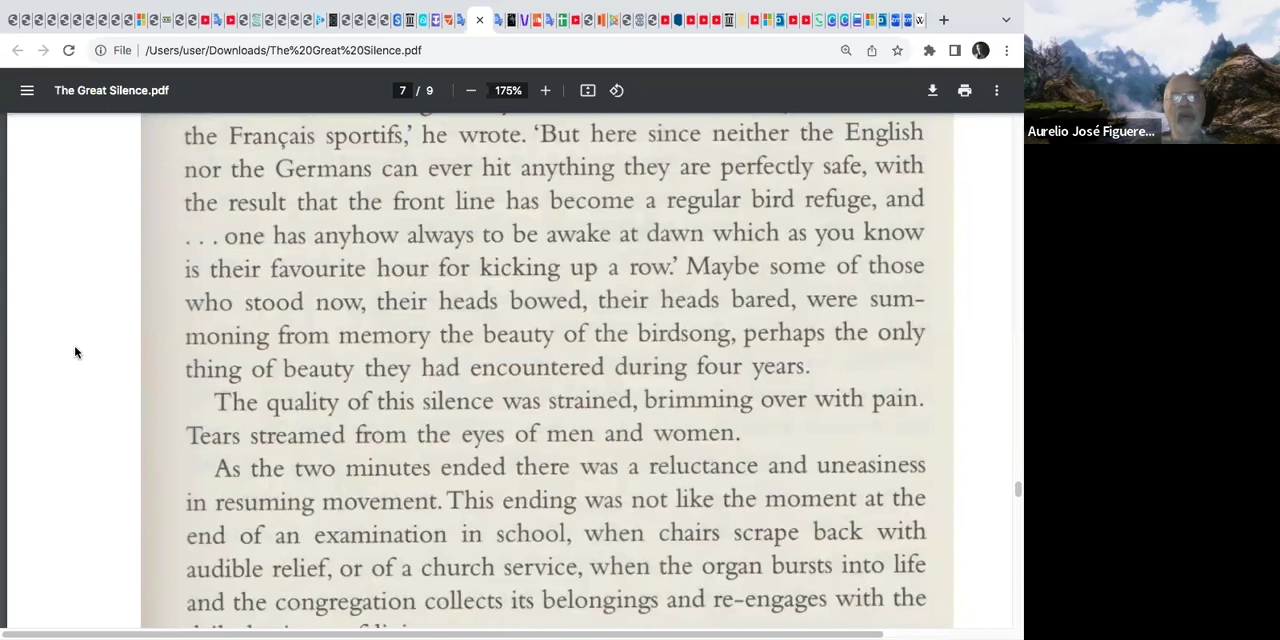 File
/Users/user/Downloads/The%20Great%20Silence.pdf
The Great Silence.pdf
7 / 9
175%
the Français sportifs,’ he wrote. ‘But here since neither the English
nor the Germans can ever hit anything they are perfectly safe, with
the result that the front line has become a regular bird refuge, and
. . . one has anyhow always to be awake at dawn which as you know
is their favourite hour for kicking up a row.’ Maybe some of those
who stood now, their heads bowed, their heads bared, were sum-
moning from memory the beauty of the birdsong, perhaps the only
thing of beauty they had encountered during four years.
The quality of this silence was strained, brimming over with pain.
Tears streamed from the eyes of men and women.
As the two minutes ended there was a reluctance and uneasiness
in resuming movement. This ending was not like the moment at the
end of an examination in school, when chairs scrape back with
audible relief, or of a church service, when the organ bursts into life
and the congregation collects its belongings and re-engages with the
Aurelio José Figuere...